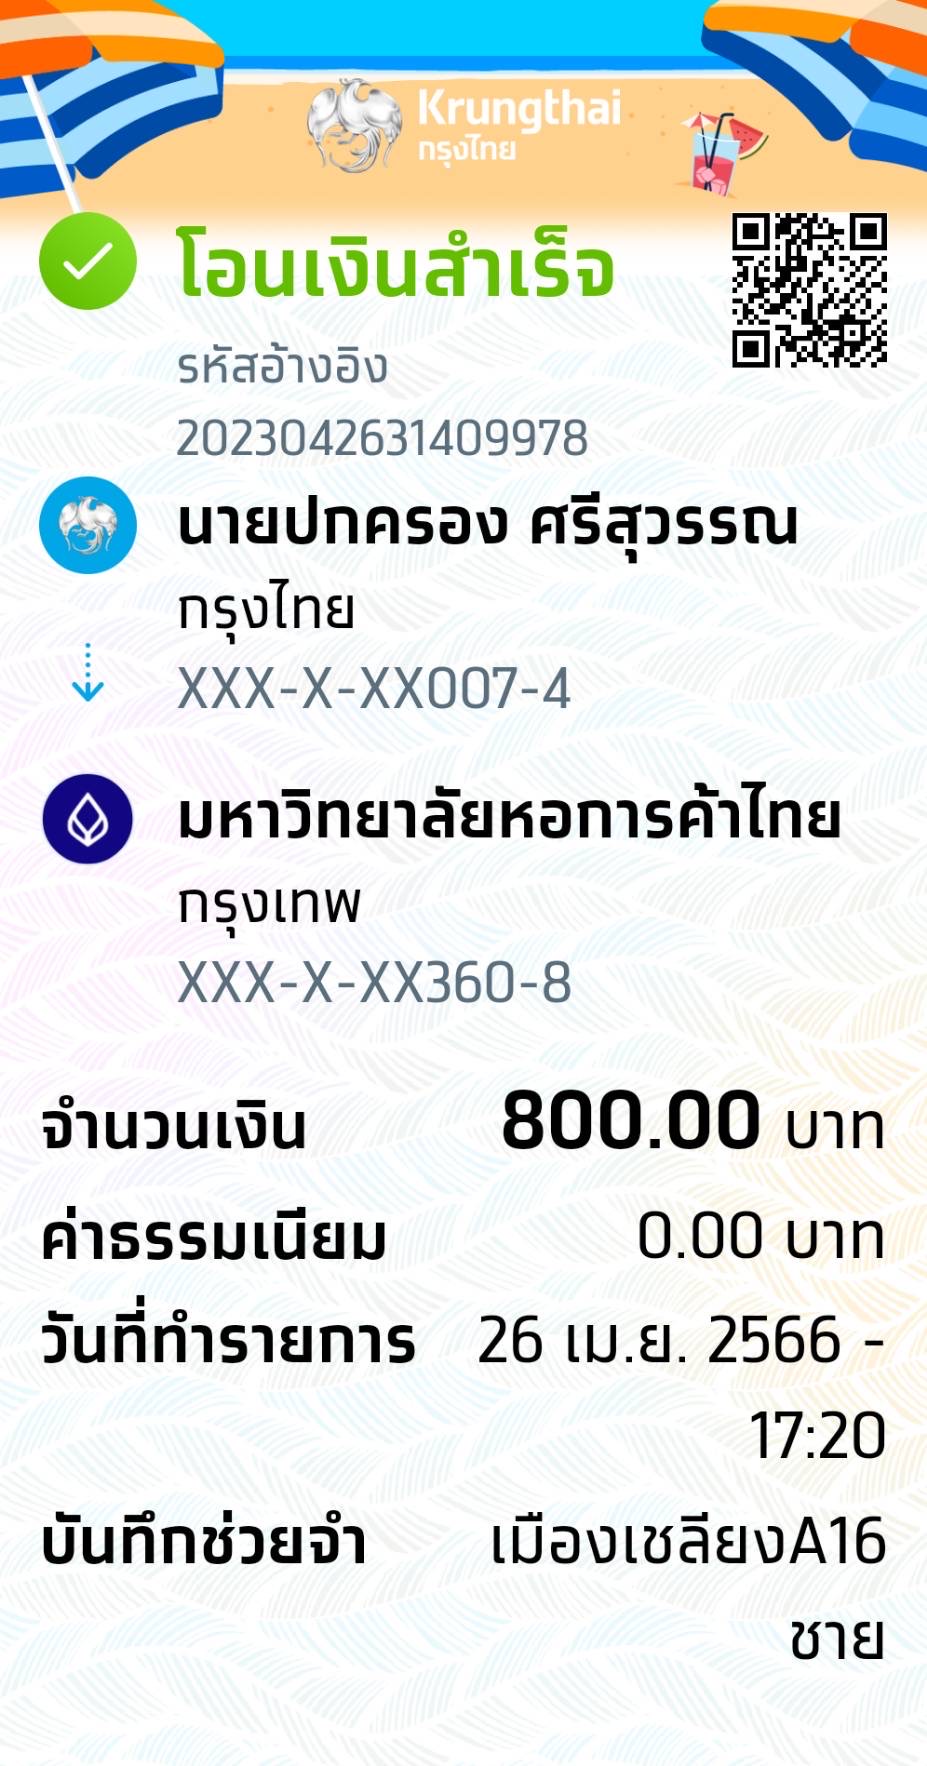 Krungthai
กรุงไทย
โอนเงินสำเร็จ
รหัสอ้างอิง
2023042631409978
นายปกครอง ศรีสุวรรณ
กรุงไทย
XXX-X-XX007-4
มหาวิทยาลัยหอการค้าไทย
กรุงเทพ
XXX-X-XX360-8
จำนวนเงิน 800.00 บาท
ค่าธรรมเนียม 0.00 บาท
วันที่ทำรายการ 26 เม.ย. 2566 -
17:20
บันทึกช่วยจำ เมืองเชลียงA16
ชาย